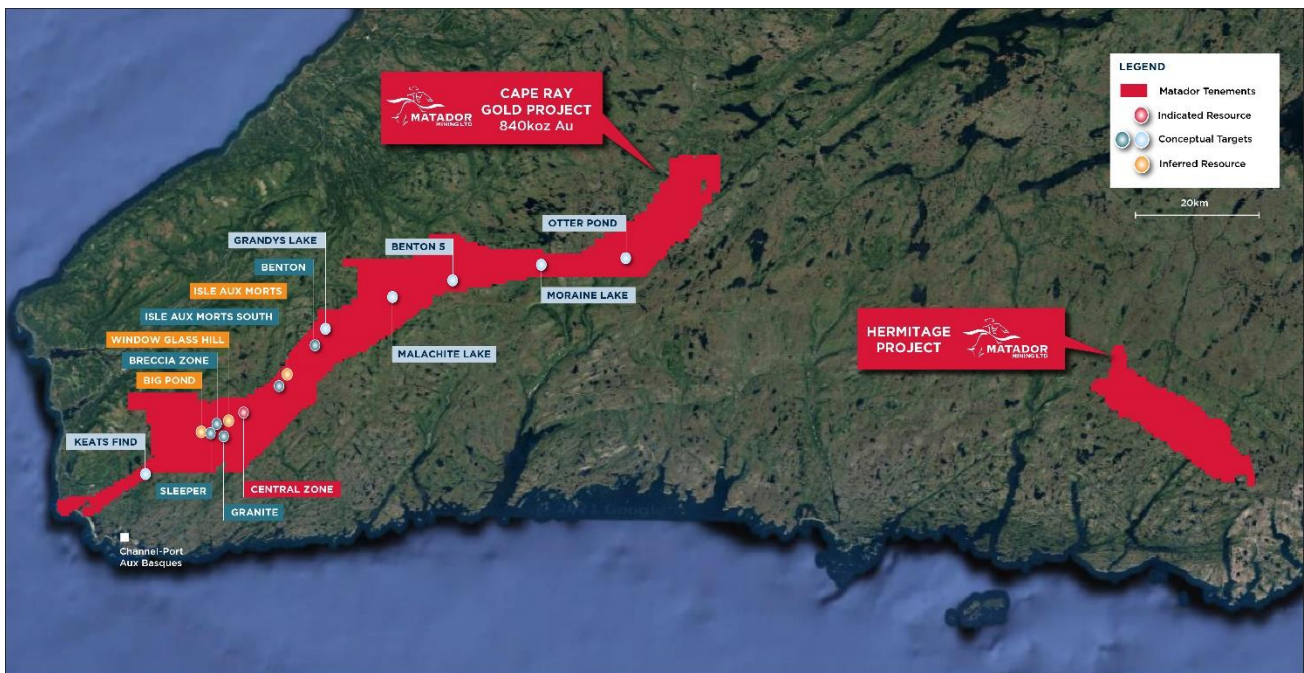 LEGEND
Matador Tenements
Indicated Resource
Conceptual Targets
Inferred Resource
20km
MATADOR
MINING LTD
CAPE RAY
GOLD PROJECT
840koz Au
OTTER POND
GRANDYS LAKE
BENTON 5
BENTON
ISLE AUX MORTS
MORAINE LAKE
ISLE AUX MORTS SOUTH
HERMITAGE
PROJECT
MATADOR
MINING LTD
WINDOW GLASS HILL
MALACHITE LAKE
BRECCIA ZONE
BIG POND
KEATS FIND
SLEEPER
CENTRAL ZONE
GRANITE
Channel-Port
Aux Basques